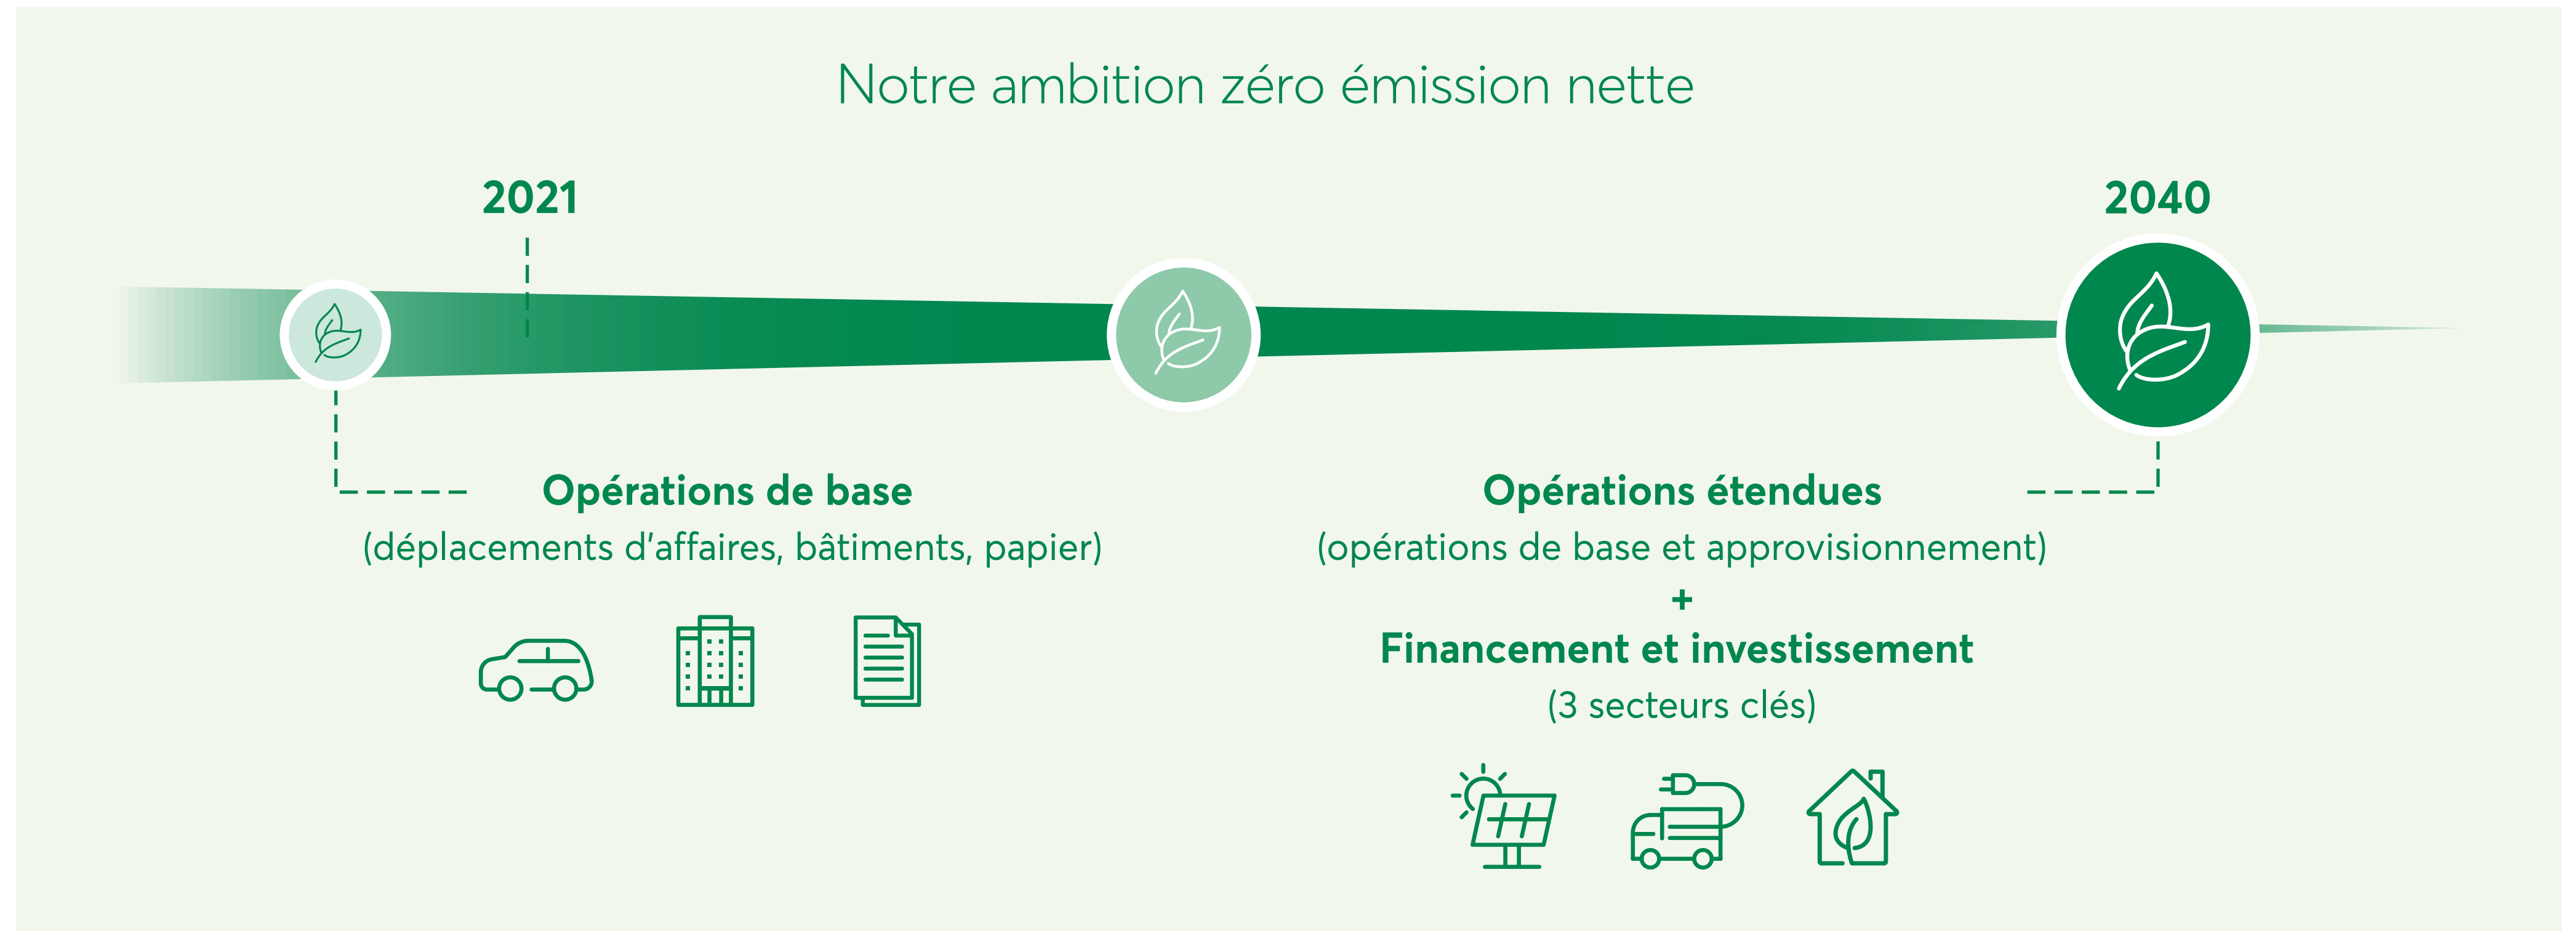 Notre ambition zéro émission nette
2021
2040
Opérations de base
(déplacements d'affaires, bâtiments, papier)
Opérations étendues
(opérations de base et approvisionnement)
+
Financement et investissement
(3 secteurs clés)